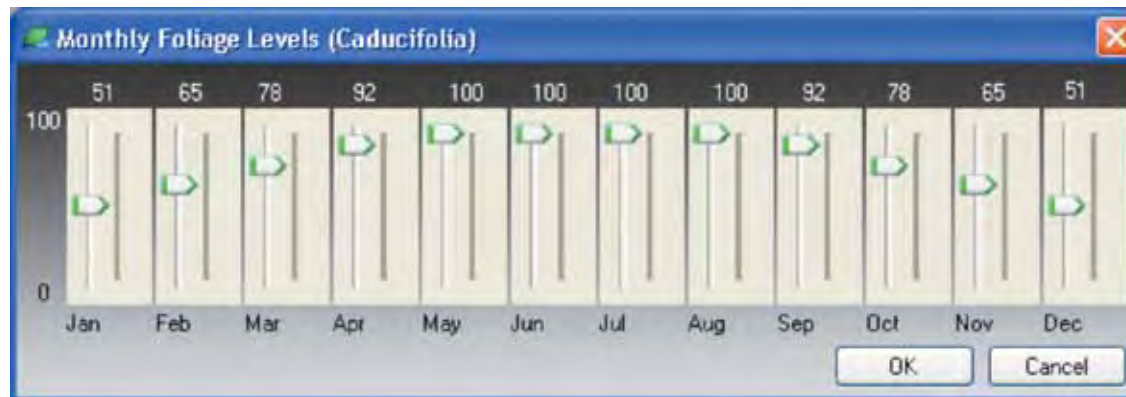 Monthly Foliage Levels (Caducifolia)
51 65 78 92 100 100 100 100 92 78 65 51
100
0
Jan Feb Mar Apr May Jun Jul Aug Sep Oct Nov Dec
OK Cancel